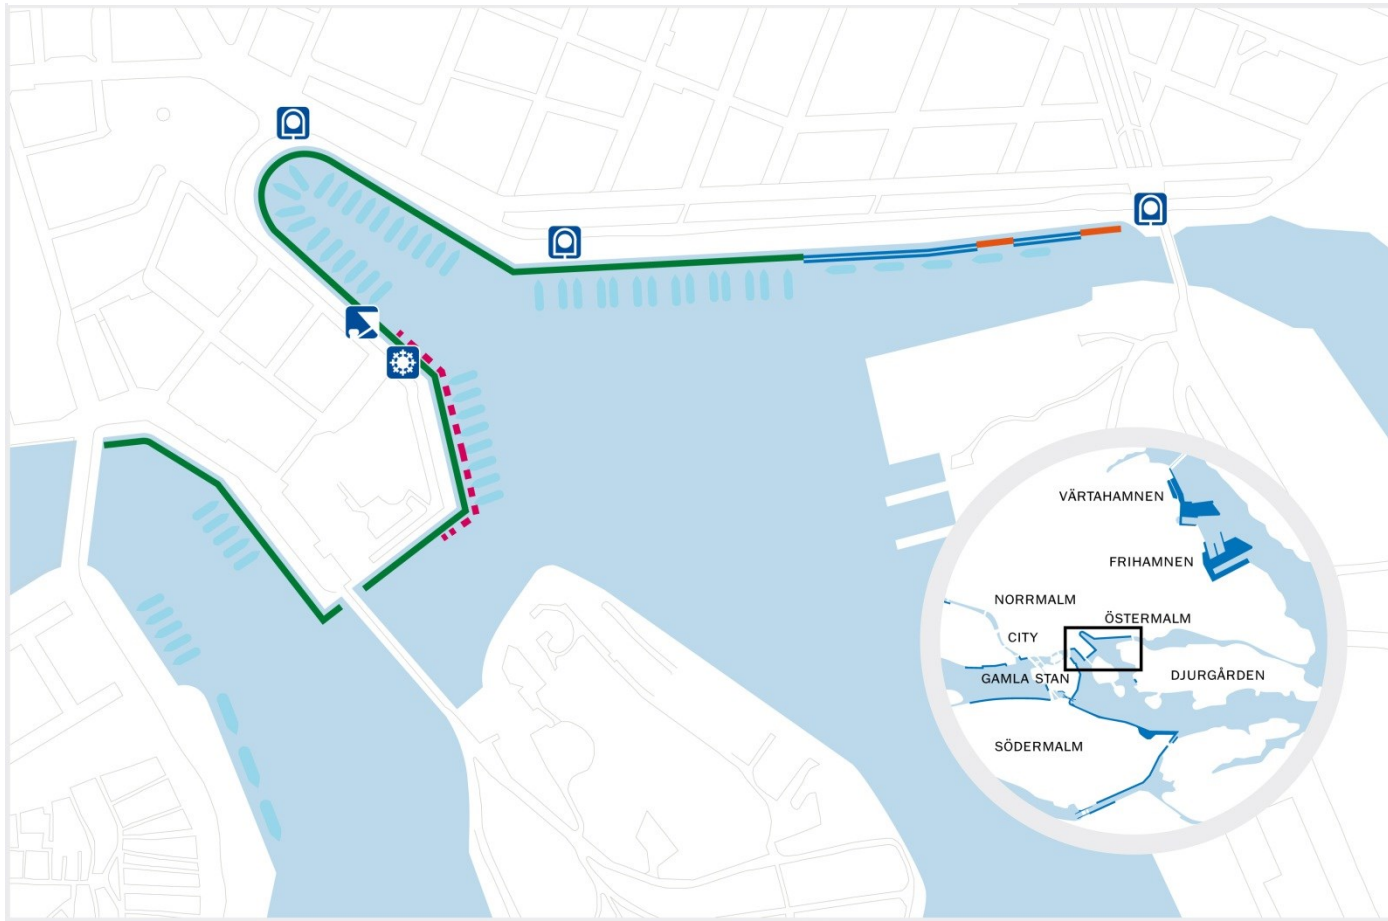 VÄRTAHAMNEN
FRIHAMNEN
NORRMALM
ÖSTERMALM
CITY
GAMLA STAN
DJURGÅRDEN
SÖDERMALM